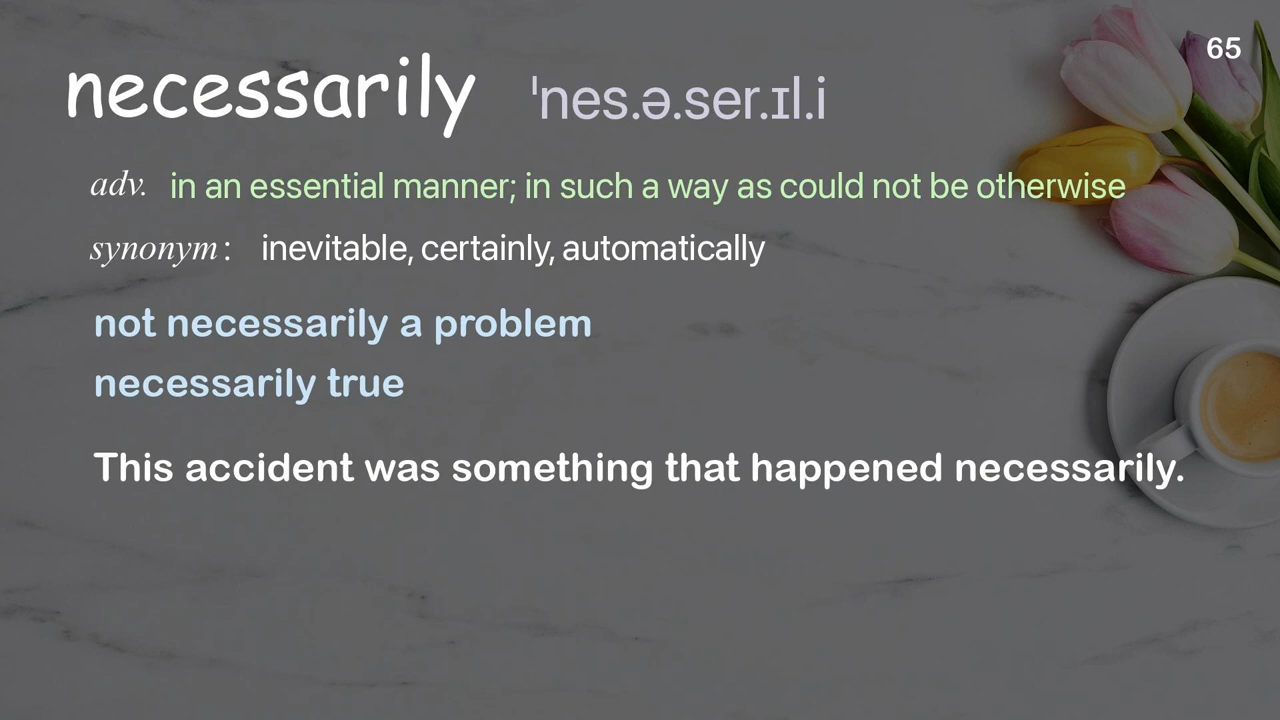 65
necessarily ˈnes.ə.ser.ɪl.i
adv. in an essential manner; in such a way as could not be otherwise
synonym: inevitable, certainly, automatically
not necessarily a problem
necessarily true
This accident was something that happened necessarily.